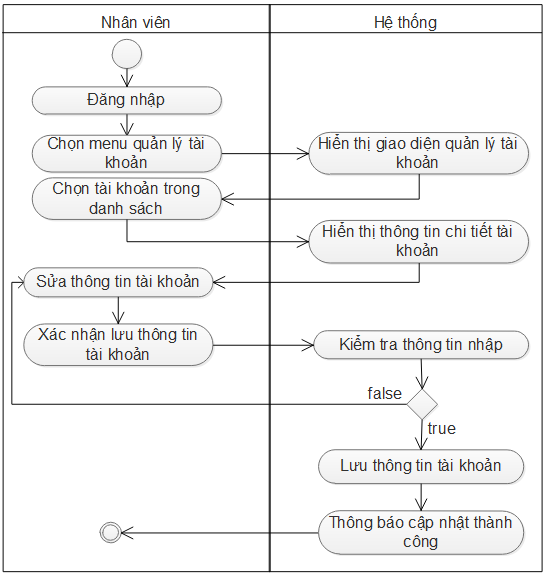 Nhân viên
Hệ thống
Đăng nhập
Chọn menu quản lý tài
khoản
Hiển thị giao diện quản lý tài
khoản
Chọn tài khoản trong
danh sách
Hiển thị thông tin chi tiết tài
khoản
Sửa thông tin tài khoản
Xác nhận lưu thông tin
tài khoản
Kiểm tra thông tin nhập
false
true
Lưu thông tin tài khoản
Thông báo cập nhật thành
công